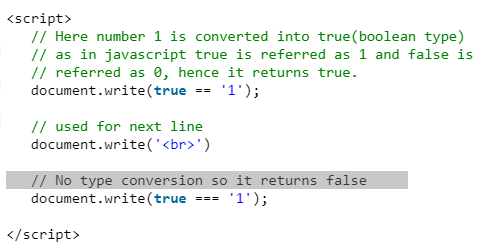 <script>
// Here number 1 is converted into true(boolean type)
// as in javascript true is referred as 1 and false is
// referred as 0, hence it returns true.
document.write(true == '1');
// used for next line
document.write('<br>')
// No type conversion so it returns false
document.write(true === '1');
</script>